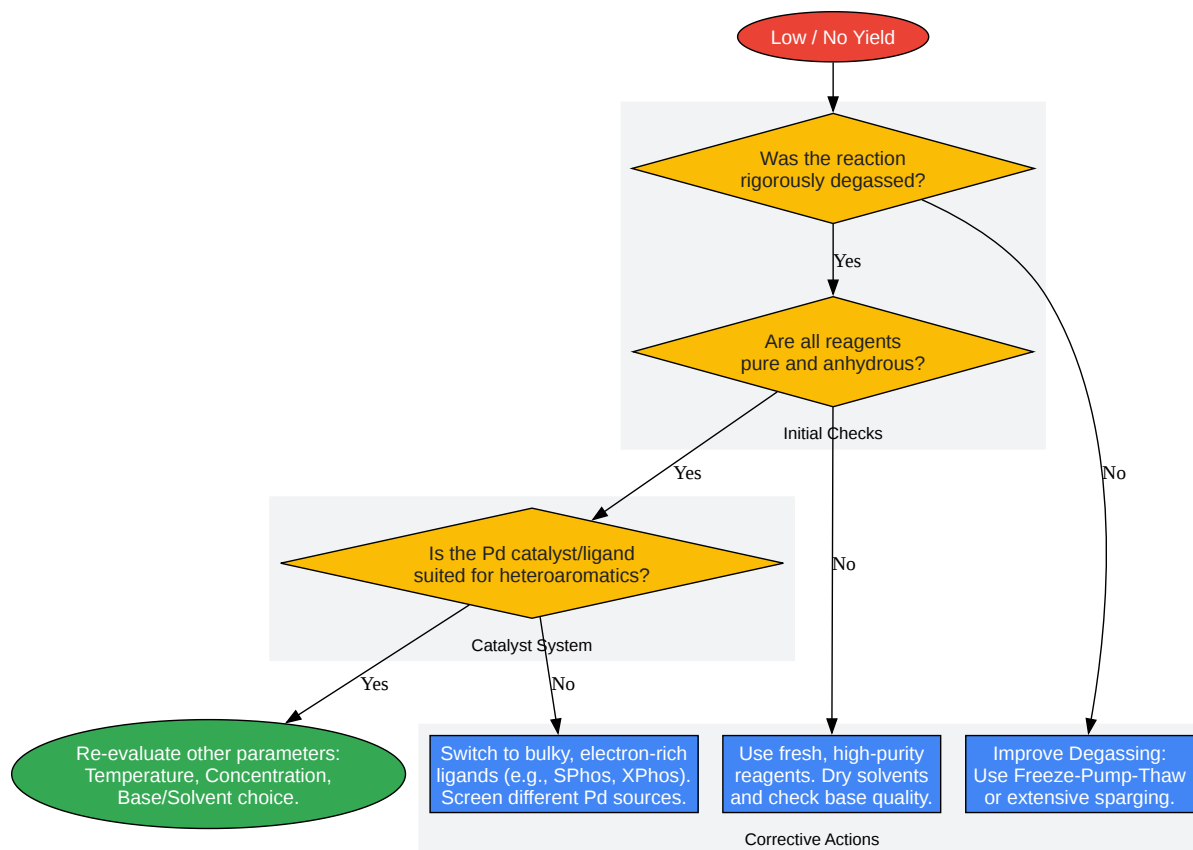 Low / No Yield
Was the reaction
rigorously degassed?
Yes
Are all reagents
pure and anhydrous?
Initial Checks
Yes
No
No
Is the Pd catalyst/ligand
suited for heteroaromatics?
Catalyst System
Yes
No
Re-evaluate other parameters:
Temperature, Concentration,
Base/Solvent choice.
Switch to bulky, electron-rich
ligands (e.g., SPhos, XPhos).
Screen different Pd sources.
Use fresh, high-purity
reagents. Dry solvents
and check base quality.
Improve Degassing:
Use Freeze-Pump-Thaw
or extensive sparging.
Corrective Actions